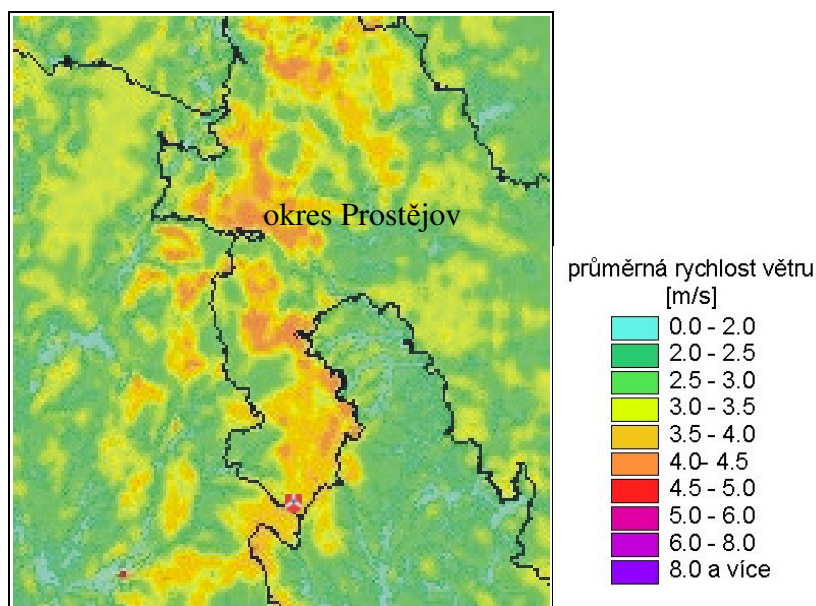 okres Prostějov
průměrná rychlost větru
[m/s]
0.0 - 2.0
2.0 - 2.5
2.5 - 3.0
3.0 - 3.5
3.5 - 4.0
4.0- 4.5
4.5 - 5.0
5.0 - 6.0
6.0 - 8.0
8.0 a více